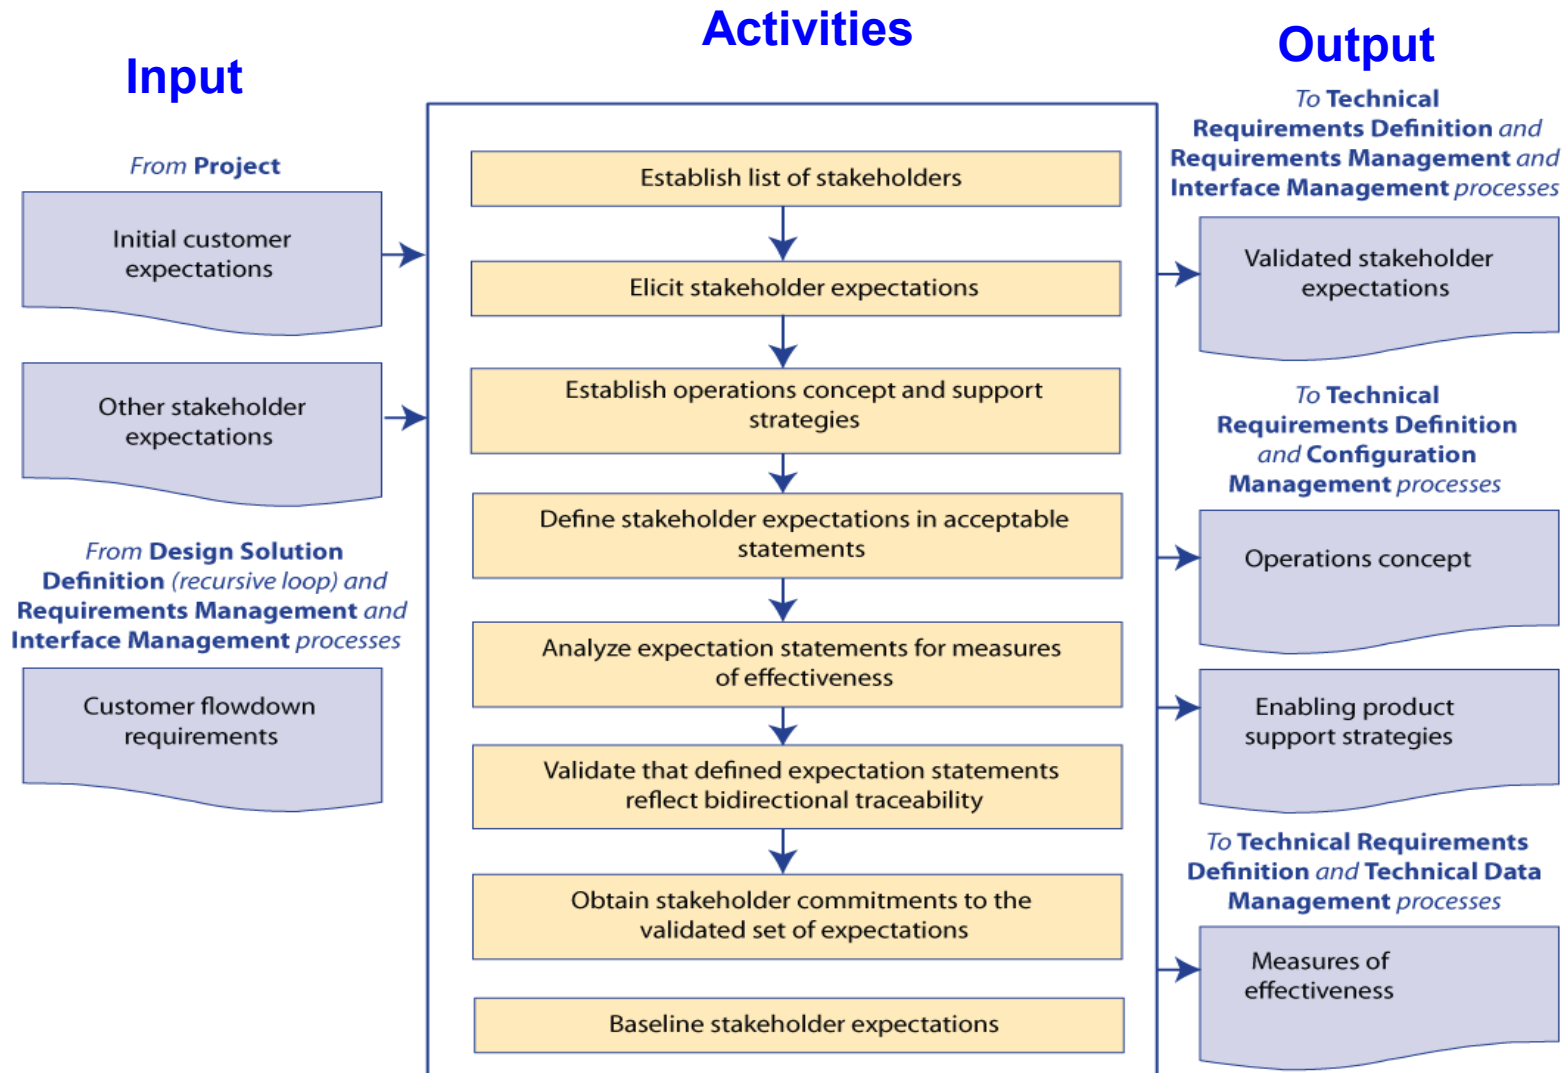 Activities
Input
Output
From Project
Initial customer
expectations
Other stakeholder
expectations
From Design Solution
Definition (recursive loop) and
Requirements Management and
Interface Management processes
Customer flowdown
requirements
Establish list of stakeholders
Elicit stakeholder expectations
Establish operations concept and support
strategies
Define stakeholder expectations in acceptable
statements
Analyze expectation statements for measures
of effectiveness
Validate that defined expectation statements
reflect bidirectional traceability
Obtain stakeholder commitments to the
validated set of expectations
Baseline stakeholder expectations
To Technical
Requirements Definition and
Requirements Management and
Interface Management processes
Validated stakeholder
expectations
To Technical
Requirements Definition
and Configuration
Management processes
Operations concept
Enabling product
support strategies
To Technical Requirements
Definition and Technical Data
Management processes
Measures of
effectiveness